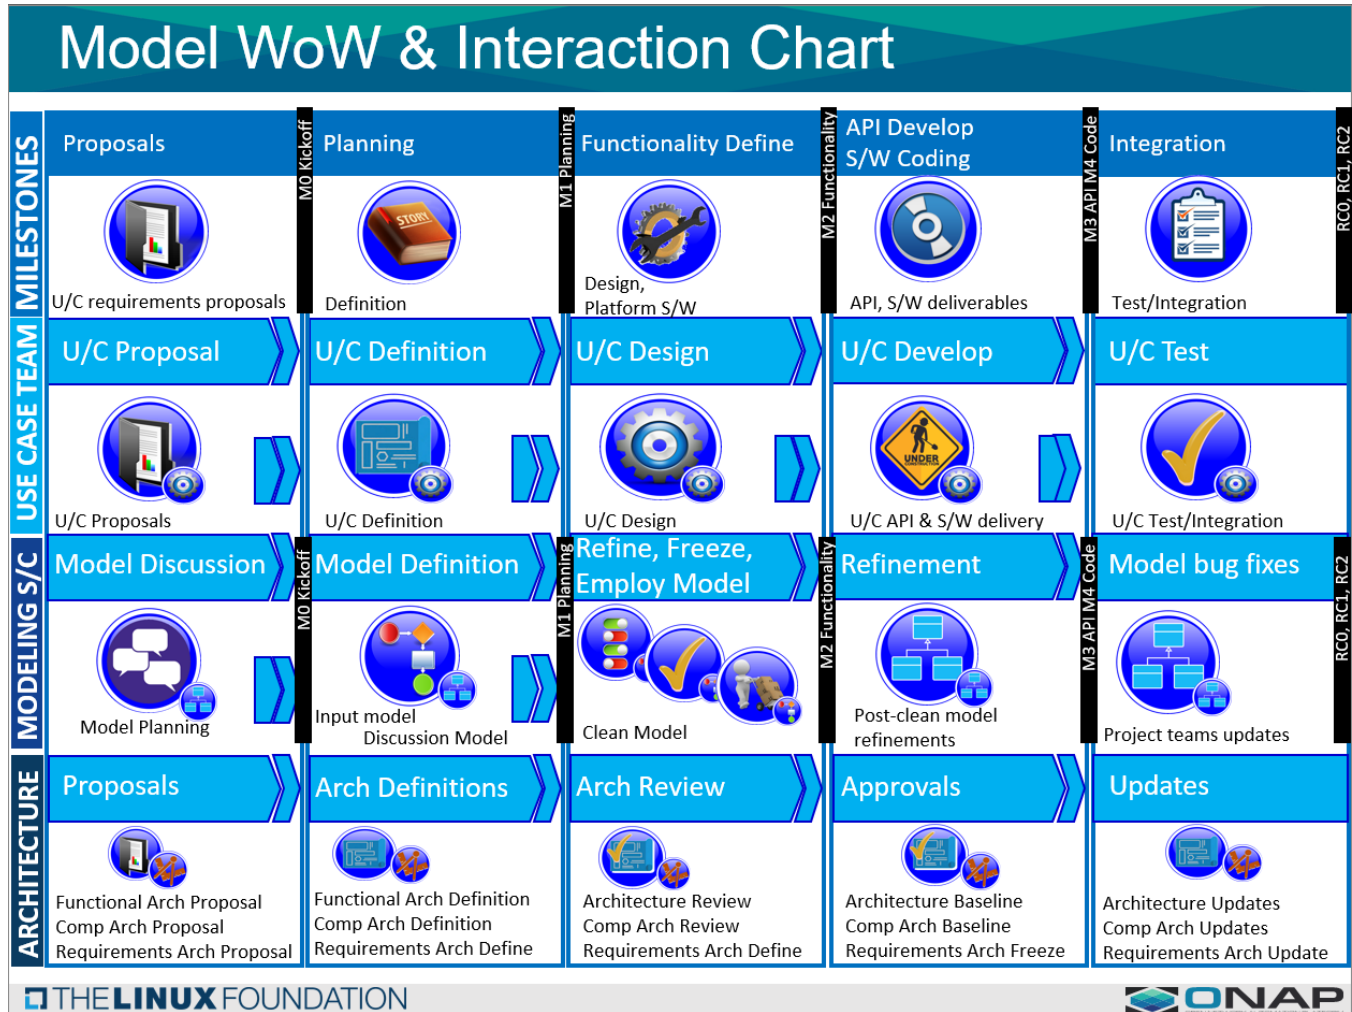 Model WoW & Interaction Chart
MILESTONES
Proposals
M0 Kickoff
Planning
M1 Planning
Functionality Define
M2 Functionality
API Develop
S/W Coding
M3 API M4 Code
Integration
RC0, RC1, RC2
STORY
U/C requirements proposals
Definition
Design,
Platform S/W
API, S/W deliverables
Test/Integration
USE CASE TEAM
U/C Proposal
U/C Definition
U/C Design
U/C Develop
U/C Test
UNDER
CONSTRUCTION
U/C Proposals
U/C Definition
U/C Design
U/C API & S/W delivery
U/C Test/Integration
MODELING S/C
Model Discussion
M0 Kickoff
Model Definition
M1 Planning
Refine, Freeze,
Employ Model
M2 Functionality
Refinement
M3 API M4 Code
Model bug fixes
RC0, RC1, RC2
Model Planning
Input model
Discussion Model
Clean Model
Post-clean model
refinements
Project teams updates
ARCHITECTURE
Proposals
Arch Definitions
Arch Review
Approvals
Updates
Functional Arch Proposal
Comp Arch Proposal
Requirements Arch Proposal
Functional Arch Definition
Comp Arch Definition
Requirements Arch Define
Architecture Review
Comp Arch Review
Requirements Arch Define
Architecture Baseline
Comp Arch Baseline
Requirements Arch Freeze
Architecture Updates
Comp Arch Updates
Requirements Arch Update
THE LINUX FOUNDATION
ONAP